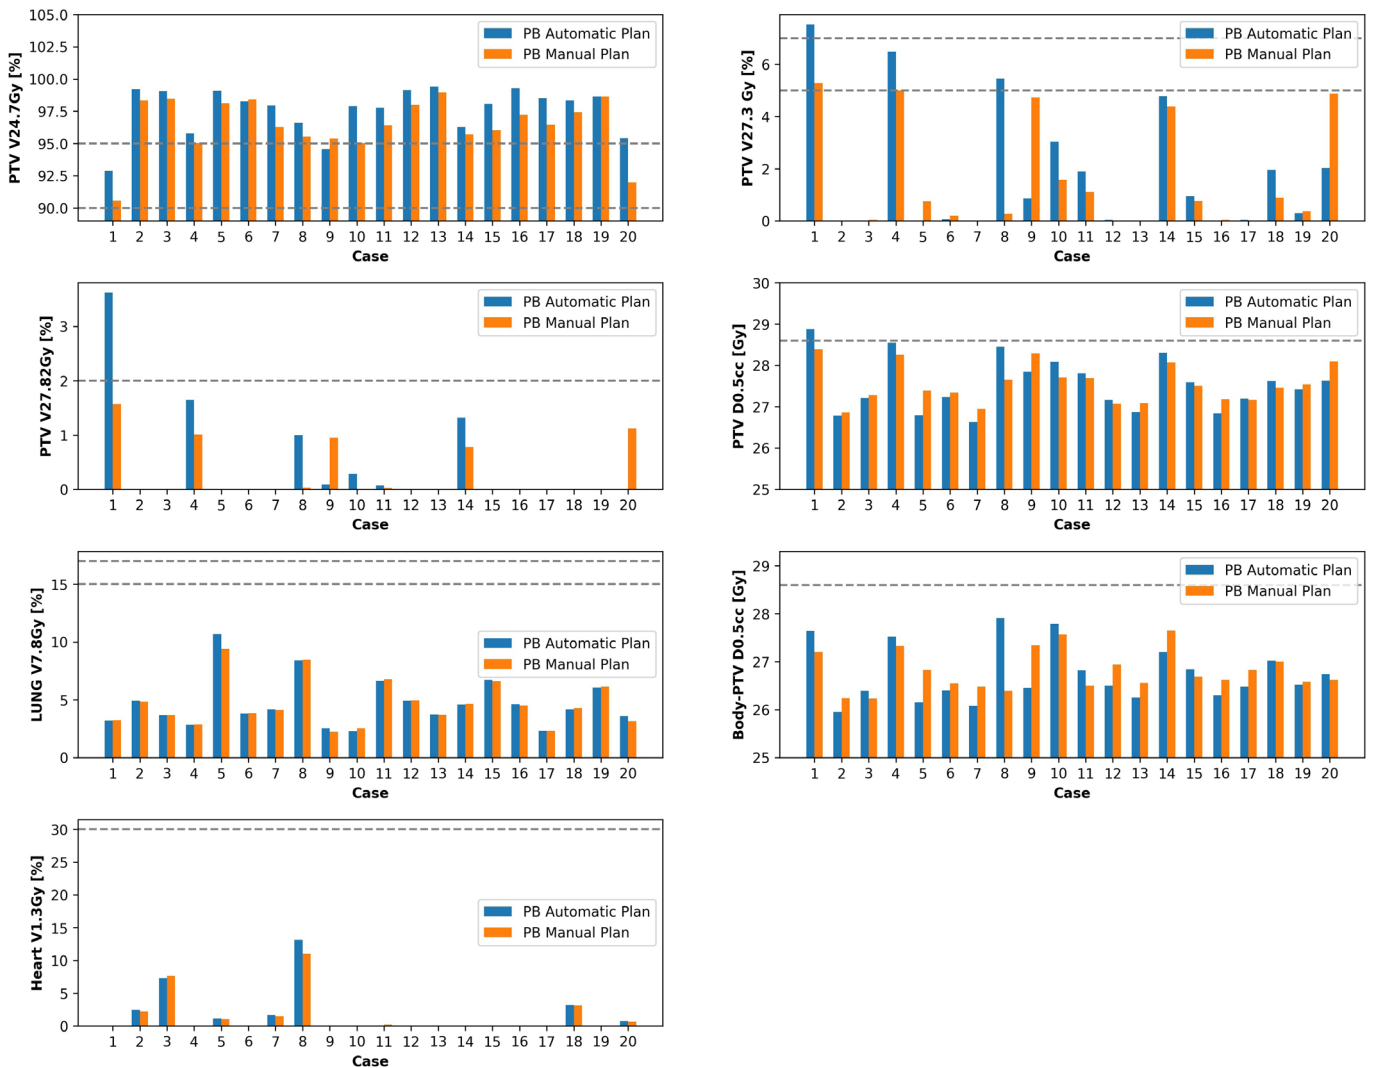 PTV V24.7Gy [%]
105.0
102.5
100.0
97.5
95.0
92.5
90.0
PB Automatic Plan
PB Manual Plan
1 2 3 4 5 6 7 8 9 10 11 12 13 14 15 16 17 18 19 20
Case
PTV V27.3 Gy [%]
6
4
2
0
PB Automatic Plan
PB Manual Plan
1 2 3 4 5 6 7 8 9 10 11 12 13 14 15 16 17 18 19 20
Case
PTV V27.82Gy [%]
3
2
1
0
PB Automatic Plan
PB Manual Plan
1 2 3 4 5 6 7 8 9 10 11 12 13 14 15 16 17 18 19 20
Case
PTV D0.5cc [Gy]
30
29
28
27
26
25
PB Automatic Plan
PB Manual Plan
1 2 3 4 5 6 7 8 9 10 11 12 13 14 15 16 17 18 19 20
Case
LUNG V7.8Gy [%]
15
10
5
0
PB Automatic Plan
PB Manual Plan
1 2 3 4 5 6 7 8 9 10 11 12 13 14 15 16 17 18 19 20
Case
Body-PTV D0.5cc [Gy]
29
28
27
26
25
PB Automatic Plan
PB Manual Plan
1 2 3 4 5 6 7 8 9 10 11 12 13 14 15 16 17 18 19 20
Case
Heart V1.3Gy [%]
30
25
20
15
10
5
0
PB Automatic Plan
PB Manual Plan
1 2 3 4 5 6 7 8 9 10 11 12 13 14 15 16 17 18 19 20
Case